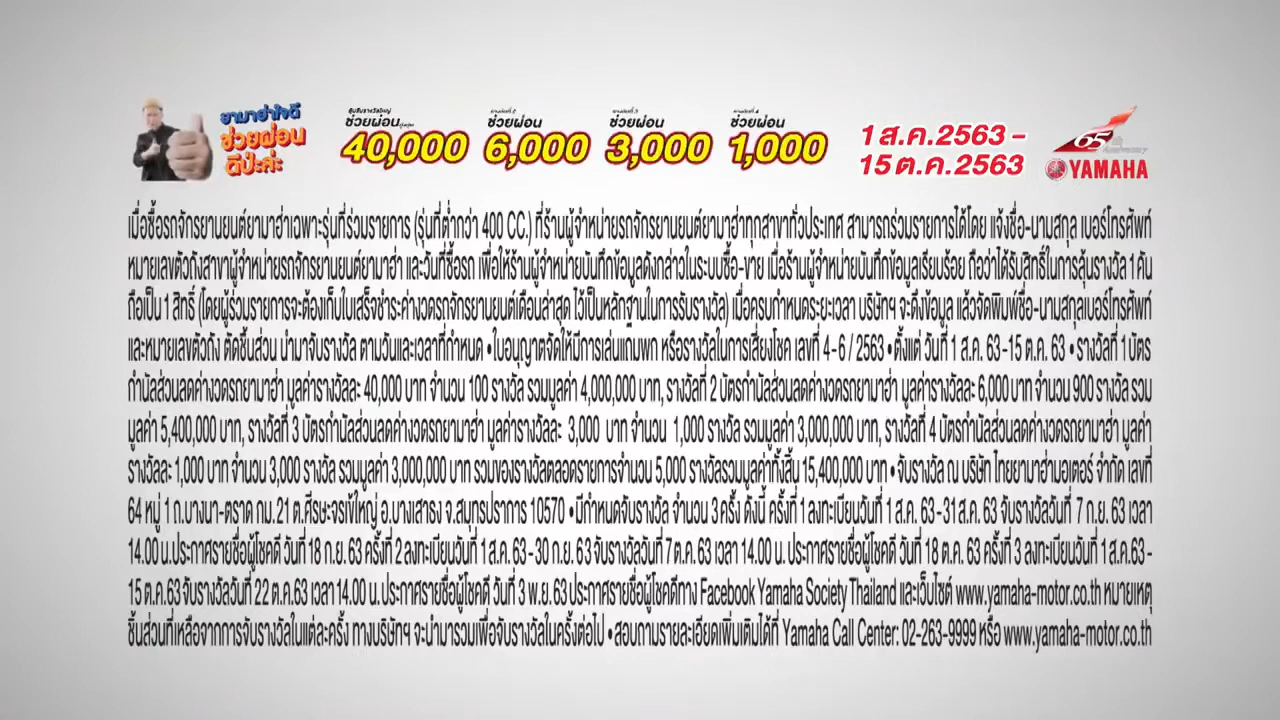 ยามาฮ่าใจดี
ช่วยผ่อน
ดีป่ะค่ะ
ลุ้นรับรางวัลใหญ่
ช่วยผ่อน
40,000
รางวัลที่ 2
ช่วยผ่อน
6,000
รางวัลที่ 3
ช่วยผ่อน
3,000
รางวัลที่ 4
ช่วยผ่อน
1,000
1 ส.ค.2563 –
15 ต.ค.2563
65th
Anniversary
YAMAHA
เมื่อซื้อรถจักรยานยนต์ยามาฮ่าเฉพาะรุ่นที่ร่วมรายการ (รุ่นที่ต่ำกว่า 400 CC.) ที่ร้านผู้จำหน่ายรถจักรยานยนต์ยามาฮ่าทุกสาขาทั่วประเทศ สามารถร่วมรายการได้โดย แจ้งชื่อ-นามสกุล เบอร์โทรศัพท์
หมายเลขตัวถังสาขาผู้จำหน่ายรถจักรยานยนต์ยามาฮ่า และวันที่ซื้อรถ เพื่อให้ร้านผู้จำหน่ายบันทึกข้อมูลดังกล่าวในระบบซื้อ-ขาย เมื่อร้านผู้จำหน่ายบันทึกข้อมูลเรียบร้อย ถือว่าได้รับสิทธิ์ในการลุ้นรางวัล 1 คัน
ถือเป็น 1 สิทธิ์ (โดยผู้ร่วมรายการจะต้องเก็บใบเสร็จชำระค่างวดรถจักรยานยนต์เดือนล่าสุด ไว้เป็นหลักฐานในการรับรางวัล) เมื่อครบกำหนดระยะเวลา บริษัทฯ จะดึงข้อมูล แล้วจัดพิมพ์ชื่อ-นามสกุลเบอร์โทรศัพท์
และหมายเลขตัวถัง ตัดชิ้นส่วน นำมาจับรางวัล ตามวันและเวลาที่กำหนด •ใบอนุญาตจัดให้มีการเล่นแถมพก หรือรางวัลในการเสี่ยงโชค เลขที่ 4-6 / 2563 • ตั้งแต่ วันที่ 1 ส.ค. 63 -15 ต.ค. 63 • รางวัลที่ 1 บัตร
กำนัลส่วนลดค่างวดรถยามาฮ่า มูลค่ารางวัลละ 40,000 บาท จำนวน 100 รางวัล รวมมูลค่า 4,000,000 บาท, รางวัลที่ 2 บัตรกำนัลส่วนลดค่างวดรถยามาฮ่า มูลค่ารางวัลละ 6,000 บาท จำนวน 900 รางวัล รวม
มูลค่า 5,400,000 บาท, รางวัลที่ 3 บัตรกำนัลส่วนลดค่างวดรถยามาฮ่า มูลค่ารางวัลละ 3,000 บาท จำนวน 1,000 รางวัล รวมมูลค่า 3,000,000 บาท, รางวัลที่ 4 บัตรกำนัลส่วนลดค่างวดรถยามาฮ่า มูลค่า
รางวัลละ 1,000 บาท จำนวน 3,000 รางวัล รวมมูลค่า 3,000,000 บาท รวมของรางวัลตลอดรายการจำนวน 5,000 รางวัลรวมมูลค่าทั้งสิ้น 15,400,000 บาท • จับรางวัล ณ บริษัท ไทยยามาฮ่ามอเตอร์ จำกัด เลขที่
64 หมู่ 1 ถ.บางนา-ตราด กม.21 ต.ศีรษะจรเข้ใหญ่ อ.บางเสาธง จ.สมุทรปราการ 10570 • มีกำหนดจับรางวัล จำนวน 3 ครั้ง ดังนี้ ครั้งที่ 1 ลงทะเบียนวันที่ 1 ส.ค. 63 -31 ส.ค. 63 จับรางวัลวันที่ 7 ก.ย. 63 เวลา
14.00 น.ประกาศรายชื่อผู้โชคดี วันที่ 18 ก.ย. 63 ครั้งที่ 2 ลงทะเบียนวันที่ 1 ส.ค. 63 -30 ก.ย. 63 จับรางวัลวันที่ 7 ต.ค. 63 เวลา 14.00 น. ประกาศรายชื่อผู้โชคดี วันที่ 18 ต.ค. 63 ครั้งที่ 3 ลงทะเบียนวันที่ 1 ส.ค.63 -
15 ต.ค.63 จับรางวัลวันที่ 22 ต.ค.63 เวลา14.00 น. ประกาศรายชื่อผู้โชคดี วันที่ 3 พ.ย. 63 ประกาศรายชื่อผู้โชคดีทาง Facebook Yamaha Society Thailand และเว็บไซต์ www.yamaha-motor.co.th หมายเหตุ
ชิ้นส่วนที่เหลือจากการจับรางวัลในแต่ละครั้ง ทางบริษัทฯ จะนำมารวมเพื่อจับรางวัลในครั้งต่อไป • สอบถามรายละเอียดเพิ่มเติมได้ที่ Yamaha Call Center: 02-263-9999 หรือ www.yamaha-motor.co.th